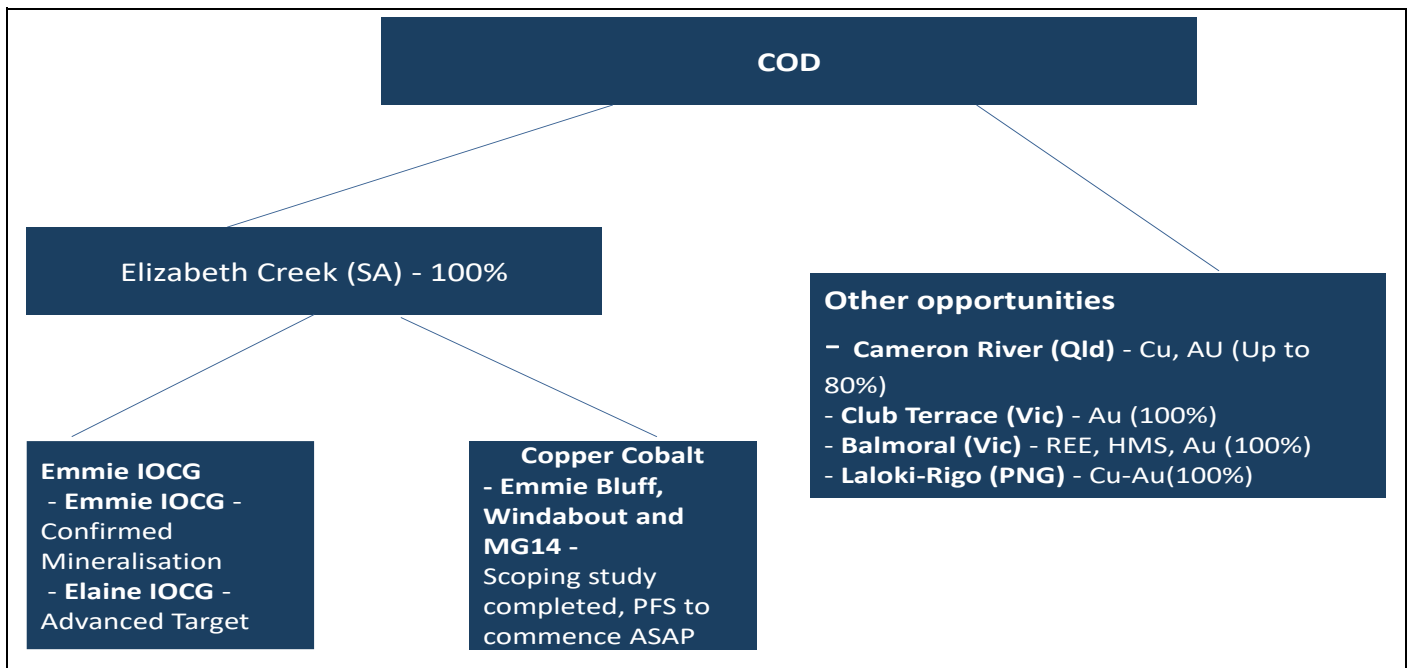 COD
Elizabeth Creek (SA) - 100%
Other opportunities
- Cameron River (Qld) - Cu, AU (Up to
80%)
- Club Terrace (Vic) - Au (100%)
- Balmoral (Vic) - REE, HMS, Au (100%)
- Laloki-Rigo (PNG) - Cu-Au(100%)
Emmie IOCG
- Emmie IOCG -
Confirmed
Mineralisation
- Elaine IOCG -
Advanced Target
Copper Cobalt
- Emmie Bluff,
Windabout and
MG14 -
Scoping study
completed, PFS to
commence ASAP